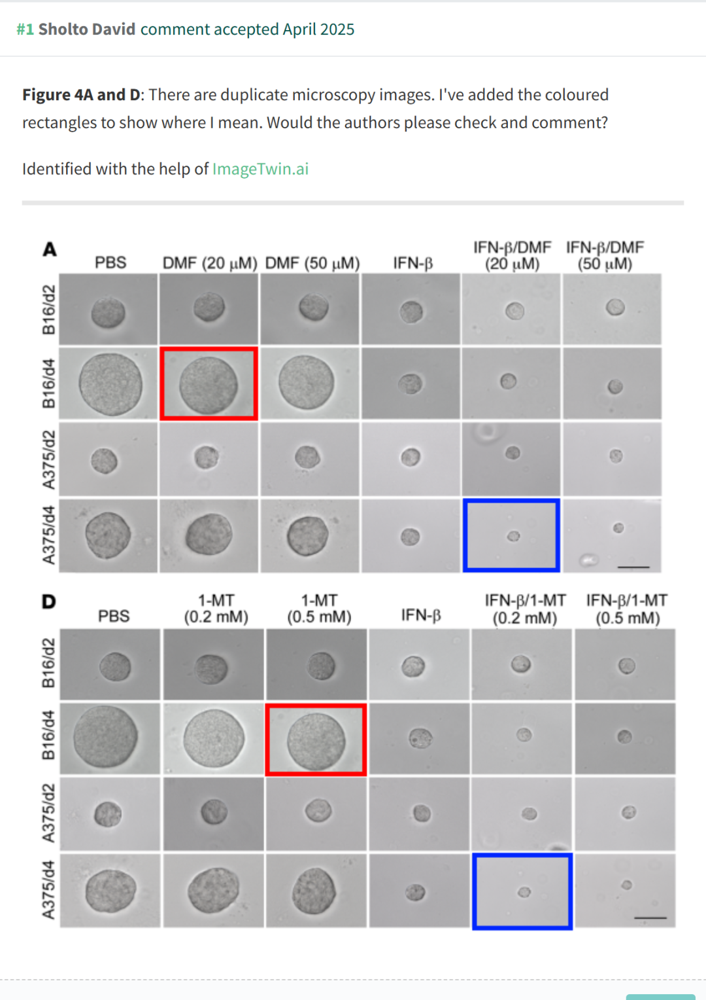 #1 Sholto David comment accepted April 2025
Figure 4A and D: There are duplicate microscopy images. I've added the coloured
rectangles to show where I mean. Would the authors please check and comment?
Identified with the help of ImageTwin.ai
A
PBS
DMF (20 µM)
DMF (50 µM)
IFN-β
IFN-β/DMF
(20 µM)
IFN-β/DMF
(50 µM)
B16/d2
B16/d4
A375/d2
A375/d4
D
PBS
1-MT
(0.2 mM)
1-MT
(0.5 mM)
IFN-β
IFN-β/1-MT
(0.2 mM)
IFN-β/1-MT
(0.5 mM)
B16/d2
B16/d4
A375/d2
A375/d4